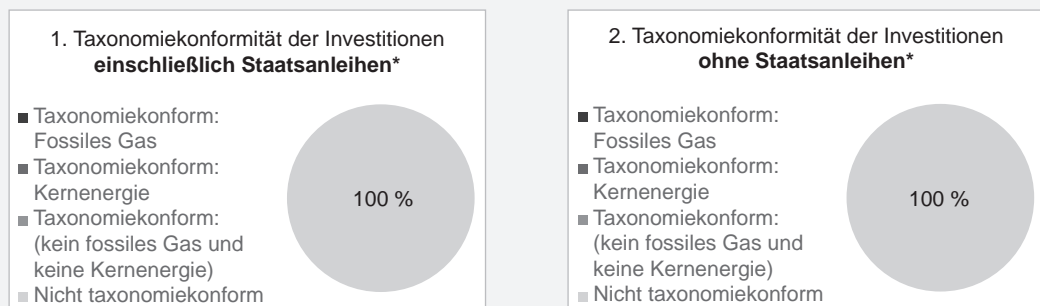 1. Taxonomiekonformität der Investitionen
einschließlich Staatsanleihen*
Taxonomiekonform:
Fossiles Gas
Taxonomiekonform:
Kernenergie
Taxonomiekonform:
(kein fossiles Gas und
keine Kernenergie)
Nicht taxonomiekonform
100 %
2. Taxonomiekonformität der Investitionen
ohne Staatsanleihen*
Taxonomiekonform:
Fossiles Gas
Taxonomiekonform:
Kernenergie
Taxonomiekonform:
(kein fossiles Gas und
keine Kernenergie)
Nicht taxonomiekonform
100 %